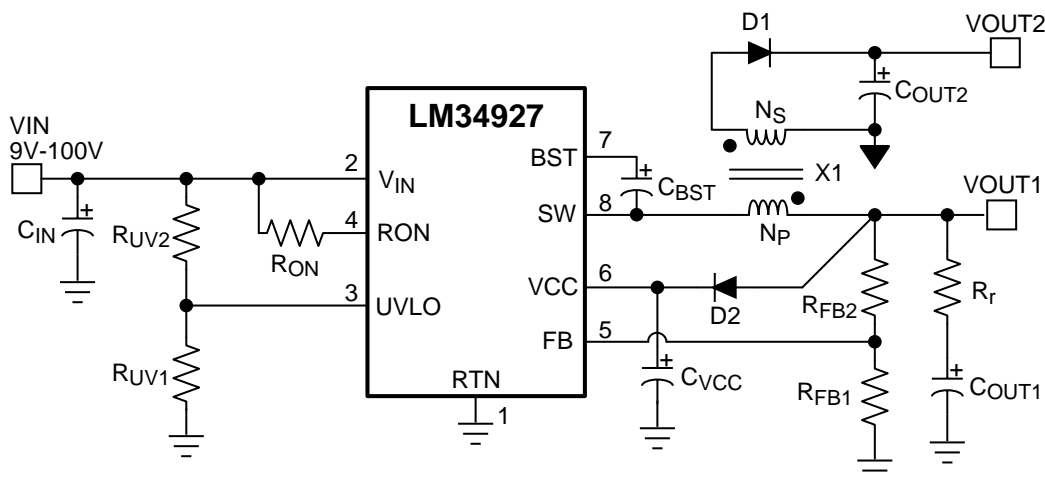 D1
VOUT2
COUT2
NS
LM34927
VIN
9V-100V
7
BST
CBST
X1
VOUT1
2
VIN
8
SW
NP
CIN
RUV2
4
RON
RON
6
VCC
D2
RFB2
Rr
3
UVLO
5
FB
RUV1
RTN
CVCC
RFB1
COUT1
1